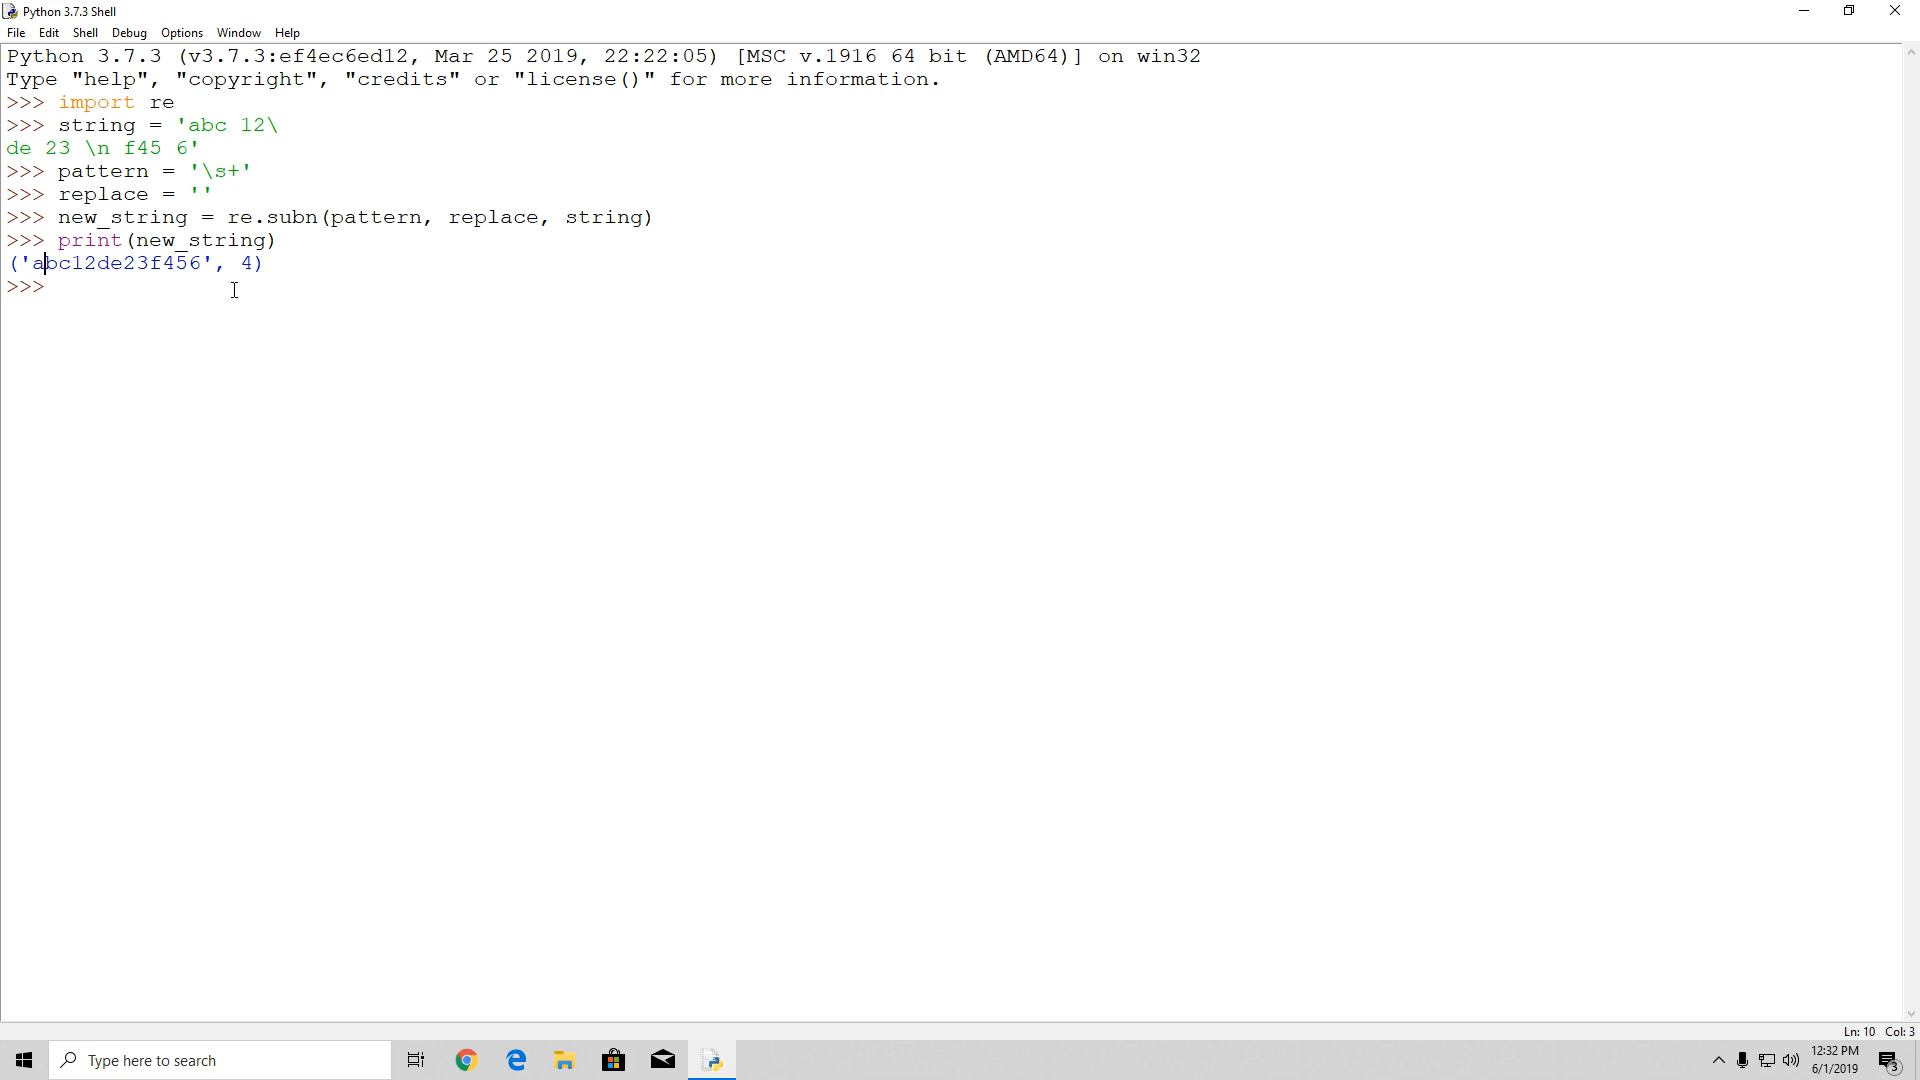 Python 3.7.3 Shell
File Edit Shell Debug Options Window Help
Python 3.7.3 (v3.7.3:ef4ec6ed12, Mar 25 2019, 22:22:05) [MSC v.1916 64 bit (AMD64)] on win32
Type "help", "copyright", "credits" or "license()" for more information.
>>> import re
>>> string = 'abc 12\
de 23 \n f45 6'
>>> pattern = '\s+'
>>> replace = ''
>>> new_string = re.subn(pattern, replace, string)
>>> print(new_string)
('abc12de23f456', 4)
>>>
Ln: 10 Col: 3
Type here to search
12:32 PM
6/1/2019
3